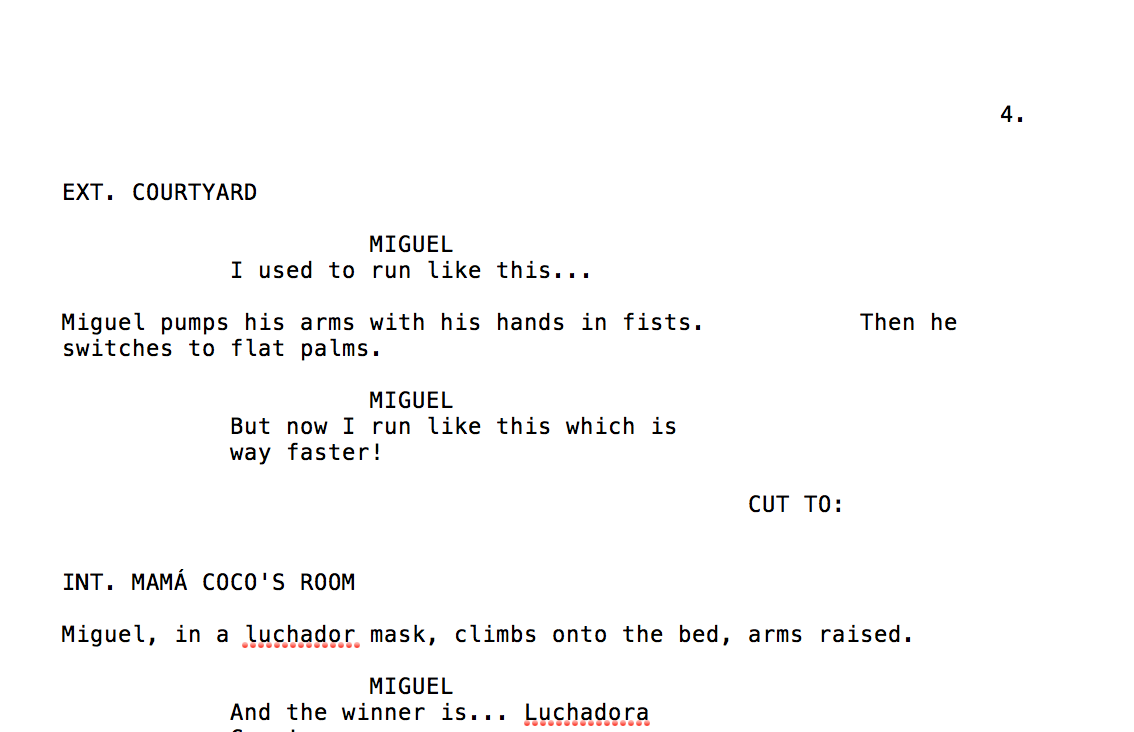 4.
EXT. COURTYARD
MIGUEL
I used to run like this...
Miguel pumps his arms with his hands in fists. Then he
switches to flat palms.
MIGUEL
But now I run like this which is
way faster!
CUT TO:
INT. MAMÁ COCO'S ROOM
Miguel, in a luchador mask, climbs onto the bed, arms raised.
MIGUEL
And the winner is... Luchadora